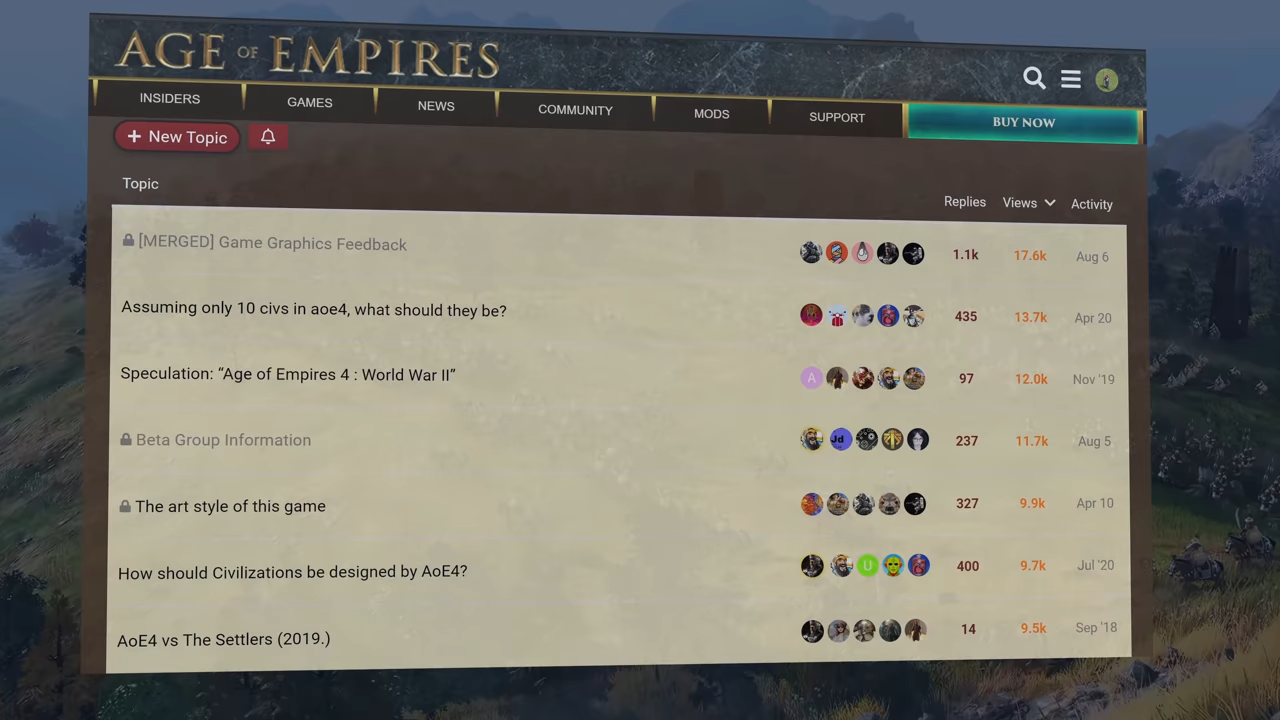 AGE OF EMPIRES
INSIDERS GAMES NEWS COMMUNITY MODS SUPPORT BUY NOW
+ New Topic
Topic Replies Views Activity
[MERGED] Game Graphics Feedback 1.1k 17.6k Aug 6
Assuming only 10 civs in aoe4, what should they be? 435 13.7k Apr 20
Speculation: “Age of Empires 4 : World War II” A 97 12.0k Nov '19
Beta Group Information Jd 237 11.7k Aug 5
The art style of this game 327 9.9k Apr 10
How should Civilizations be designed by AoE4? U 400 9.7k Jul '20
AoE4 vs The Settlers (2019.) 14 9.5k Sep '18